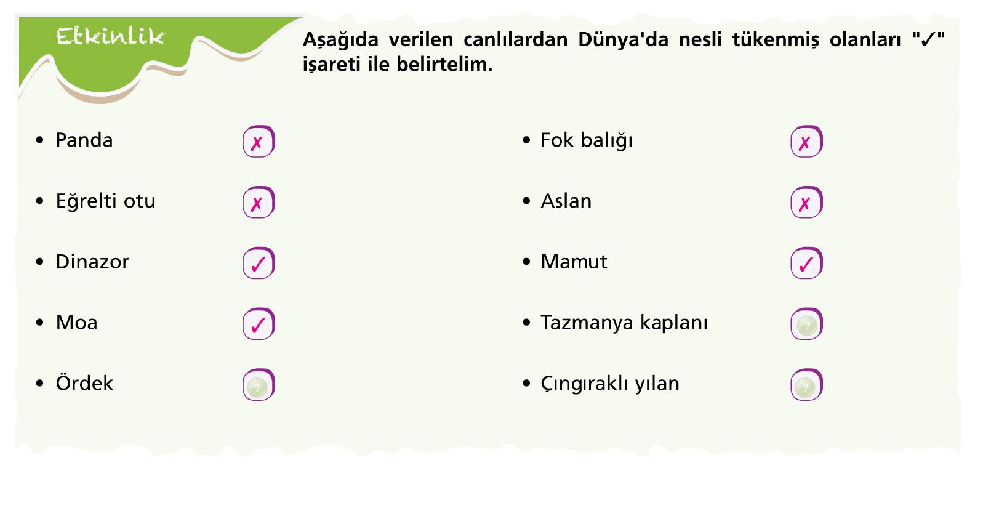 Etkinlik
Aşağıda verilen canlılardan Dünya'da nesli tükenmiş olanları "✓"
işareti ile belirtelim.
• Panda ✗
• Eğrelti otu ✗
• Dinazor ✓
• Moa ✓
• Ördek ?
• Fok balığı ✗
• Aslan ✗
• Mamut ✓
• Tazmanya kaplanı ?
• Çıngıraklı yılan ?